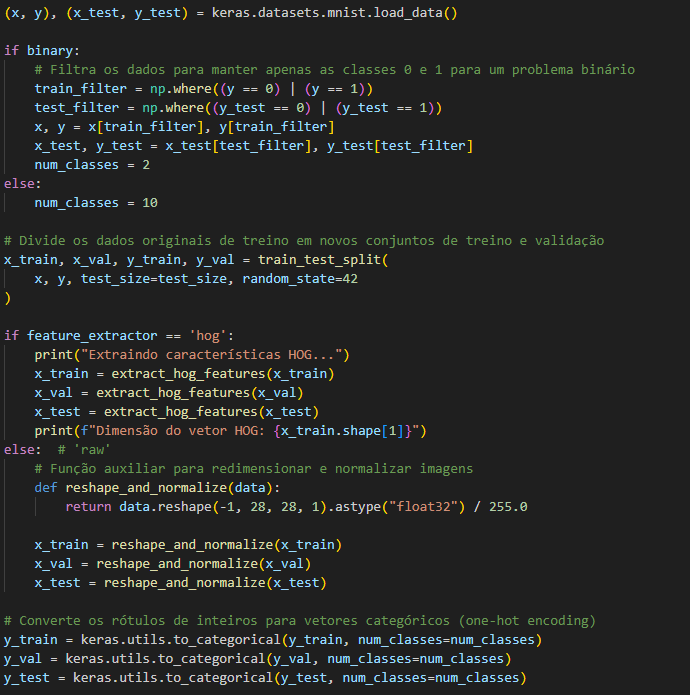 (x, y), (x_test, y_test) = keras.datasets.mnist.load_data()

if binary:
    # Filtra os dados para manter apenas as classes 0 e 1 para um problema binário
    train_filter = np.where((y == 0) | (y == 1))
    test_filter = np.where((y_test == 0) | (y_test == 1))
    x, y = x[train_filter], y[train_filter]
    x_test, y_test = x_test[test_filter], y_test[test_filter]
    num_classes = 2
else:
    num_classes = 10

# Divide os dados originais de treino em novos conjuntos de treino e validação
x_train, x_val, y_train, y_val = train_test_split(
    x, y, test_size=test_size, random_state=42
)

if feature_extractor == 'hog':
    print("Extraindo características HOG...")
    x_train = extract_hog_features(x_train)
    x_val = extract_hog_features(x_val)
    x_test = extract_hog_features(x_test)
    print(f"Dimensão do vetor HOG: {x_train.shape[1]}")
else:  # 'raw'
    # Função auxiliar para redimensionar e normalizar imagens
    def reshape_and_normalize(data):
        return data.reshape(-1, 28, 28, 1).astype("float32") / 255.0

    x_train = reshape_and_normalize(x_train)
    x_val = reshape_and_normalize(x_val)
    x_test = reshape_and_normalize(x_test)

# Converte os rótulos de inteiros para vetores categóricos (one-hot encoding)
y_train = keras.utils.to_categorical(y_train, num_classes=num_classes)
y_val = keras.utils.to_categorical(y_val, num_classes=num_classes)
y_test = keras.utils.to_categorical(y_test, num_classes=num_classes)